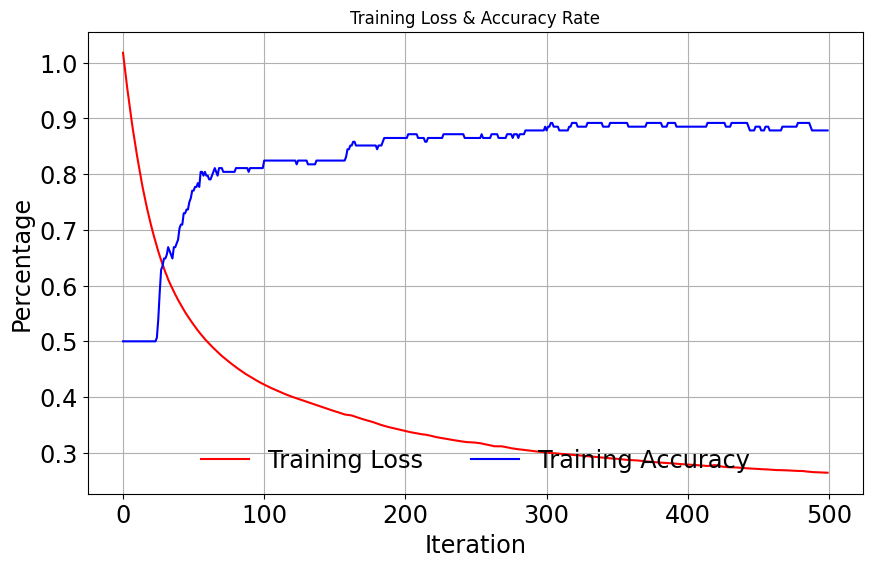 Training Loss & Accuracy Rate
1.0
0.9
0.8
0.7
0.6
0.5
0.4
0.3
Percentage
Training Loss
Training Accuracy
0 100 200 300 400 500
Iteration